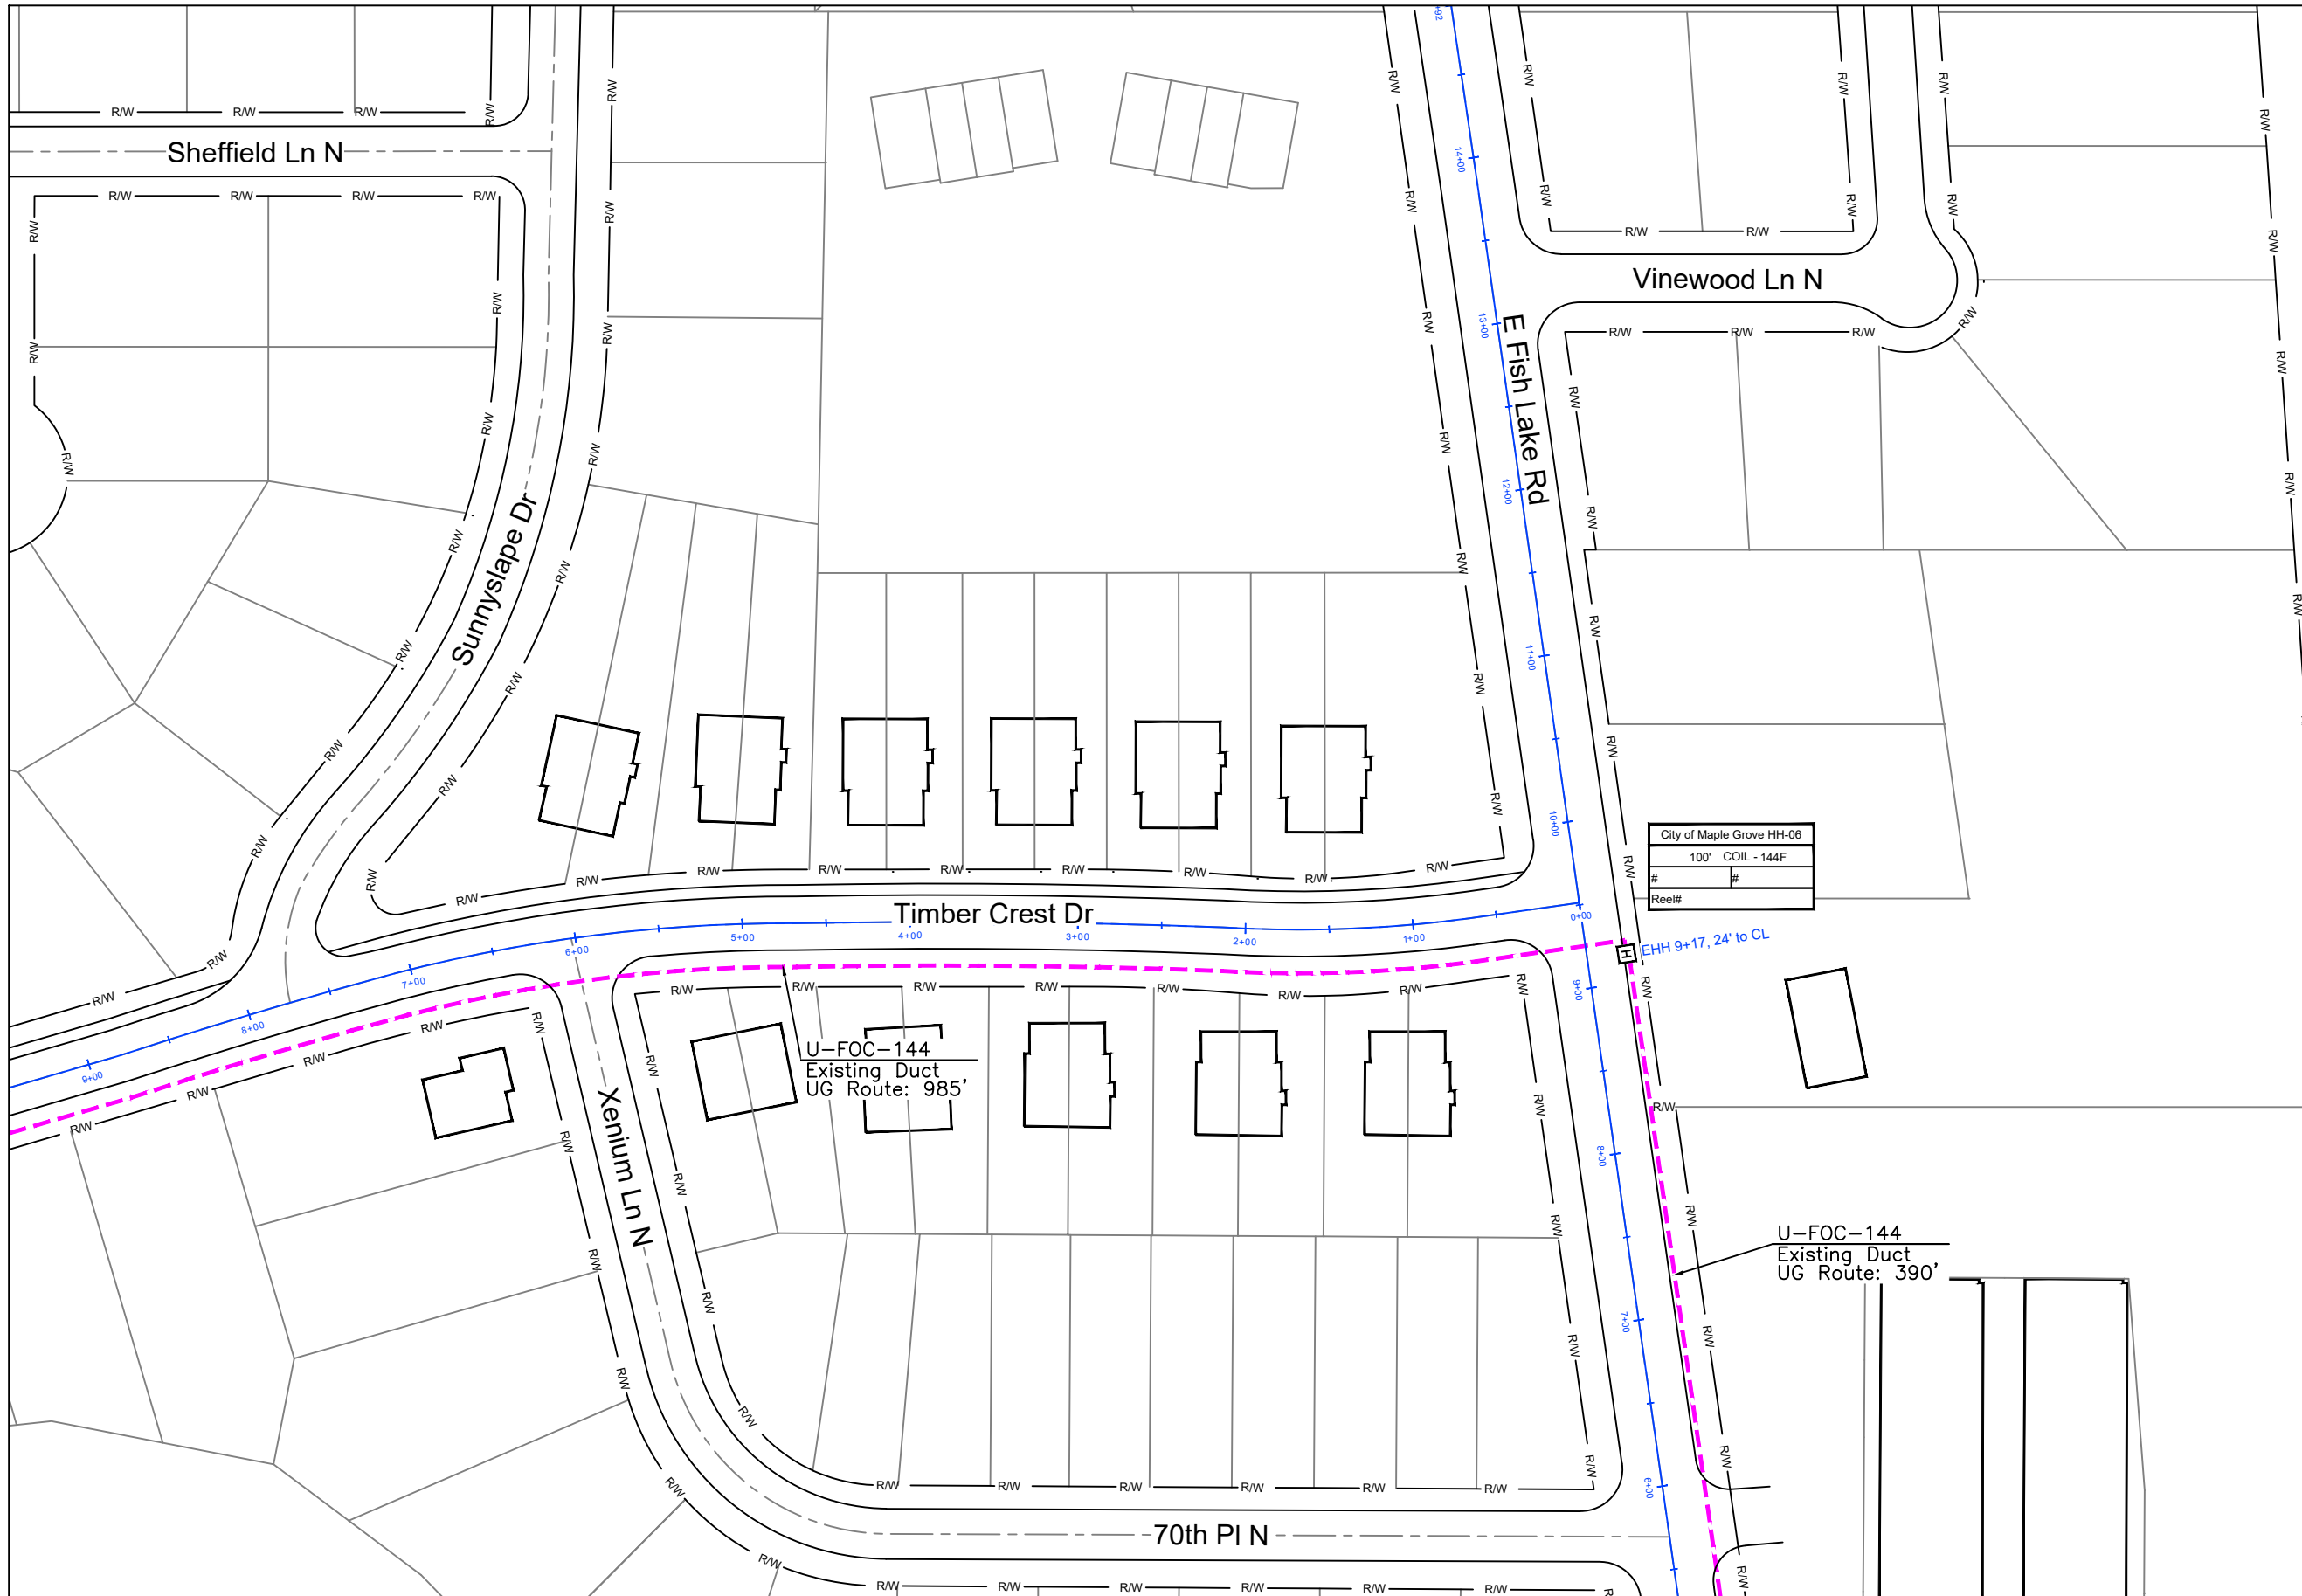 +92
Sheffield Ln N
14+00
Vinewood Ln N
13+00
E Fish Lake Rd
12+00
Sunnyslape Dr
11+00
10+00
City of Maple Grove HH-06
100' COIL - 144F
# #
Reel#
Timber Crest Dr
0+00
1+00
2+00
3+00
4+00
5+00
6+00
7+00
8+00
9+00
H
EHH 9+17, 24' to CL
9+00
U-FOC-144
Existing Duct
UG Route: 985'
Xenium Ln N
8+00
U-FOC-144
Existing Duct
UG Route: 390'
7+00
6+00
70th Pl N
R/W
R/W
R/W
R/W
R/W
R/W
R/W
R/W